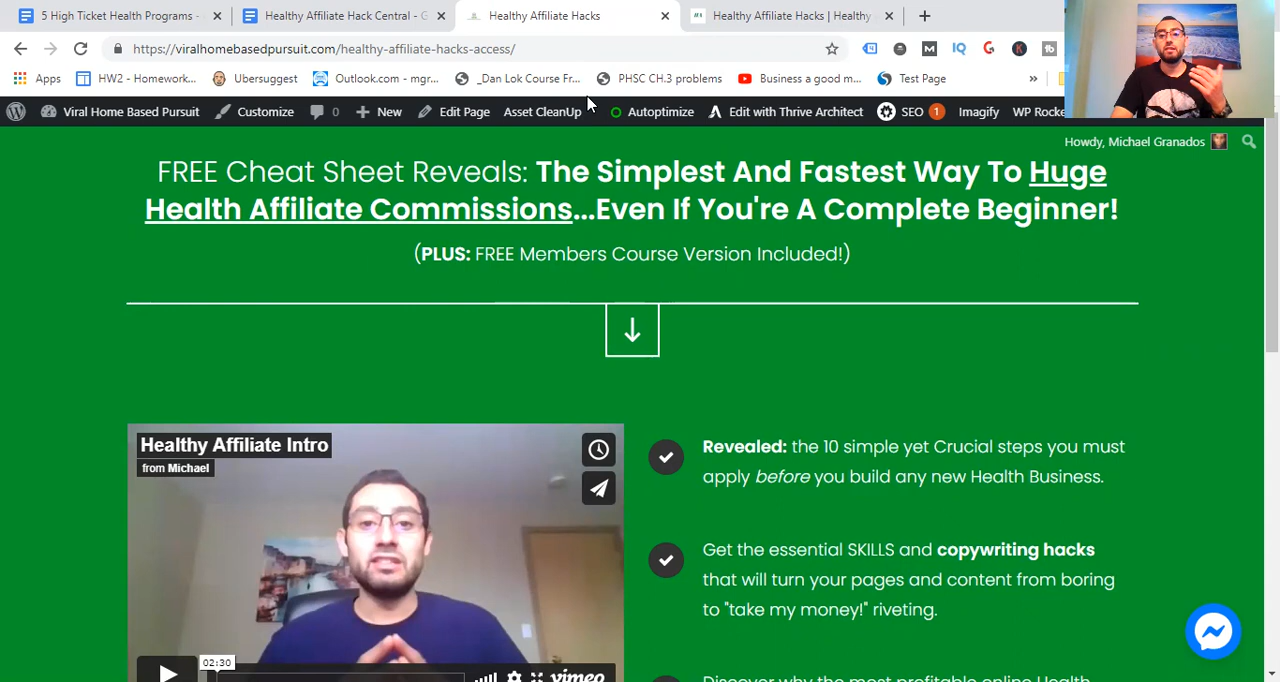 5 High Ticket Health Programs -
Healthy Affiliate Hack Central - G
Healthy Affiliate Hacks
Healthy Affiliate Hacks | Healthy
https://viralhomebasedpursuit.com/healthy-affiliate-hacks-access/
Apps
HW2 - Homework...
Ubersuggest
Outlook.com - mgr...
_Dan Lok Course Fr...
PHSC CH.3 problems
Business a good m...
Test Page
»
Viral Home Based Pursuit
Customize
0
New
Edit Page
Asset CleanUp
Autoptimize
Edit with Thrive Architect
SEO 1
Imagify
WP Rocke
Howdy, Michael Granados
FREE Cheat Sheet Reveals: The Simplest And Fastest Way To Huge
Health Affiliate Commissions...Even If You're A Complete Beginner!
(PLUS: FREE Members Course Version Included!)
Healthy Affiliate Intro
from Michael
02:30
vimeo
Revealed: the 10 simple yet Crucial steps you must
apply before you build any new Health Business.
Get the essential SKILLS and copywriting hacks
that will turn your pages and content from boring
to "take my money!" riveting.
Discover why the most profitable online Health